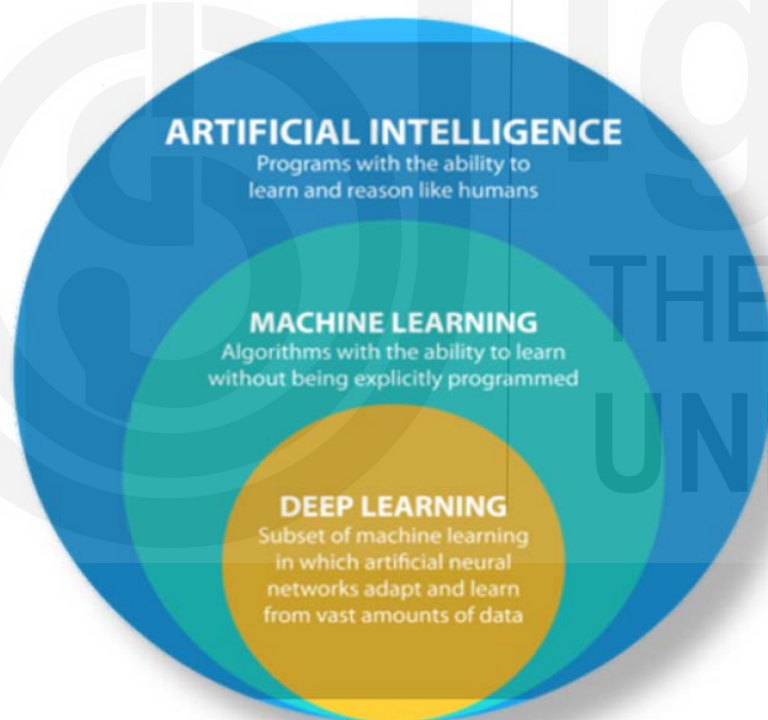 ARTIFICIAL INTELLIGENCE
Programs with the ability to
learn and reason like humans
MACHINE LEARNING
Algorithms with the ability to learn
without being explicitly programmed
DEEP LEARNING
Subset of machine learning
in which artificial neural
networks adapt and learn
from vast amounts of data
ig
THE
UNI